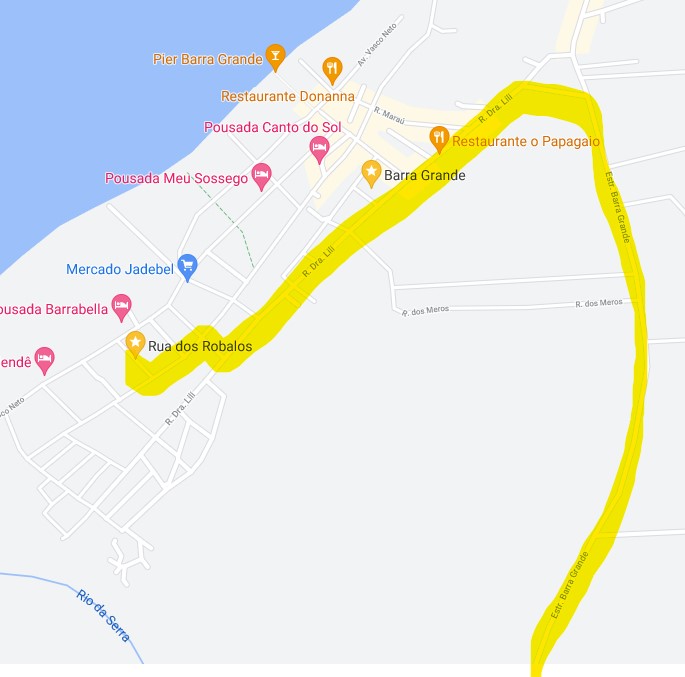 Av. Vasco Neto
Pier Barra Grande
Restaurante Donanna
R. Maraú
R. Dra. Lili
Pousada Canto do Sol
Restaurante o Papagaio
Pousada Meu Sossego
Barra Grande
Estr. Barra Grande
R. Dra. Lili
Mercado Jadebel
ousada Barrabella
R. dos Meros
R. dos Meros
Rua dos Robalos
endê
sco Neto
R. Dra. Lili
Estr. Barra Grande
Rio da Serra